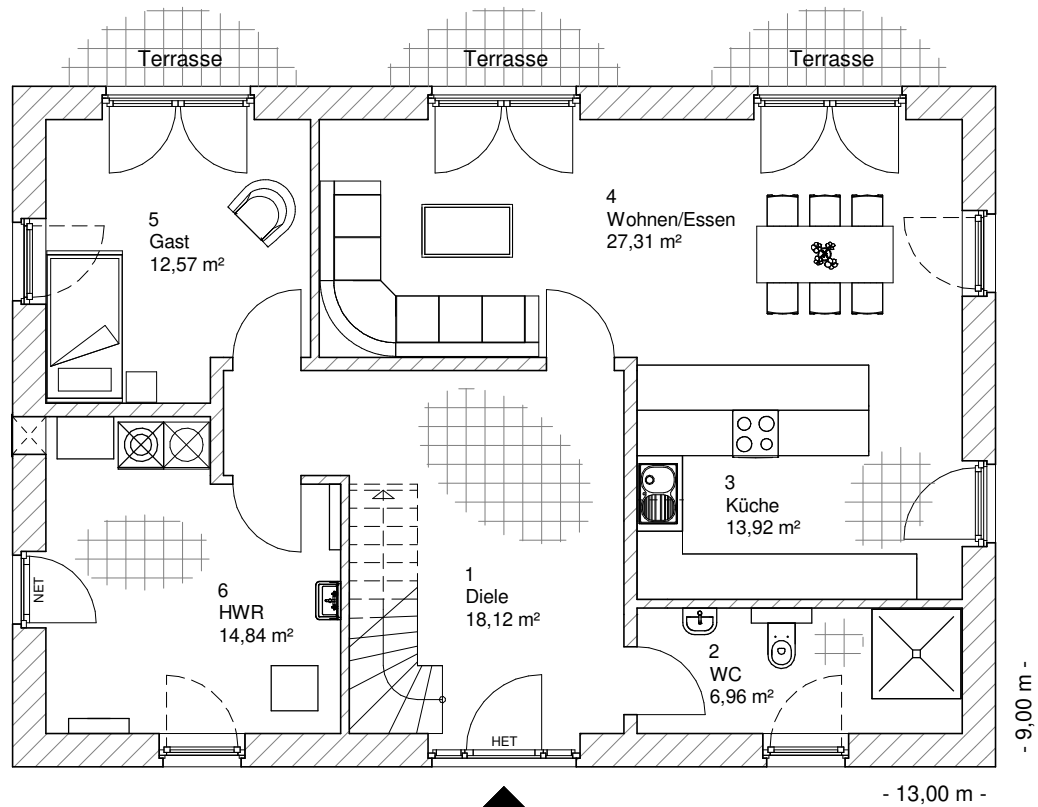 Terrasse
Terrasse
Terrasse
5
Gast
12,57 m²
4
Wohnen/Essen
27,31 m²
3
Küche
13,92 m²
1
Diele
18,12 m²
6
HWR
14,84 m²
NET
2
WC
6,96 m²
HET
- 9,00 m -
- 13,00 m -